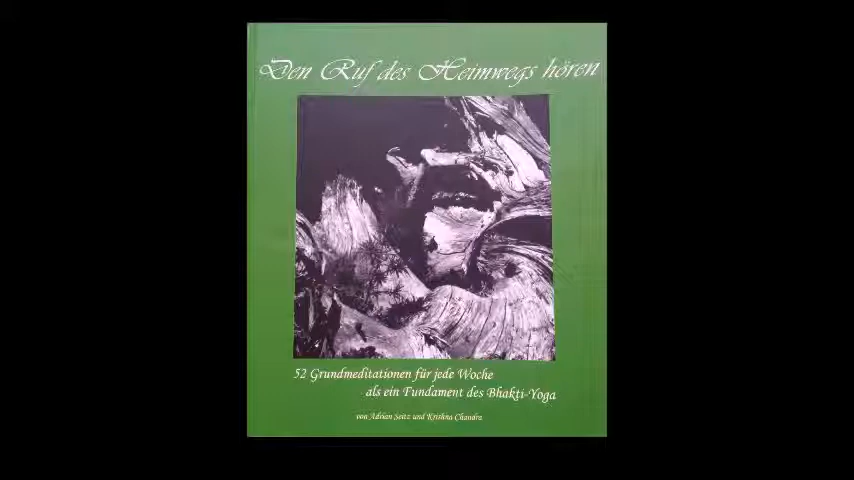 Den Ruf des Heimwegs hören
52 Grundmeditationen für jede Woche
als ein Fundament des Bhakti-Yoga
von Adrian Seitz und Krishna Chandra